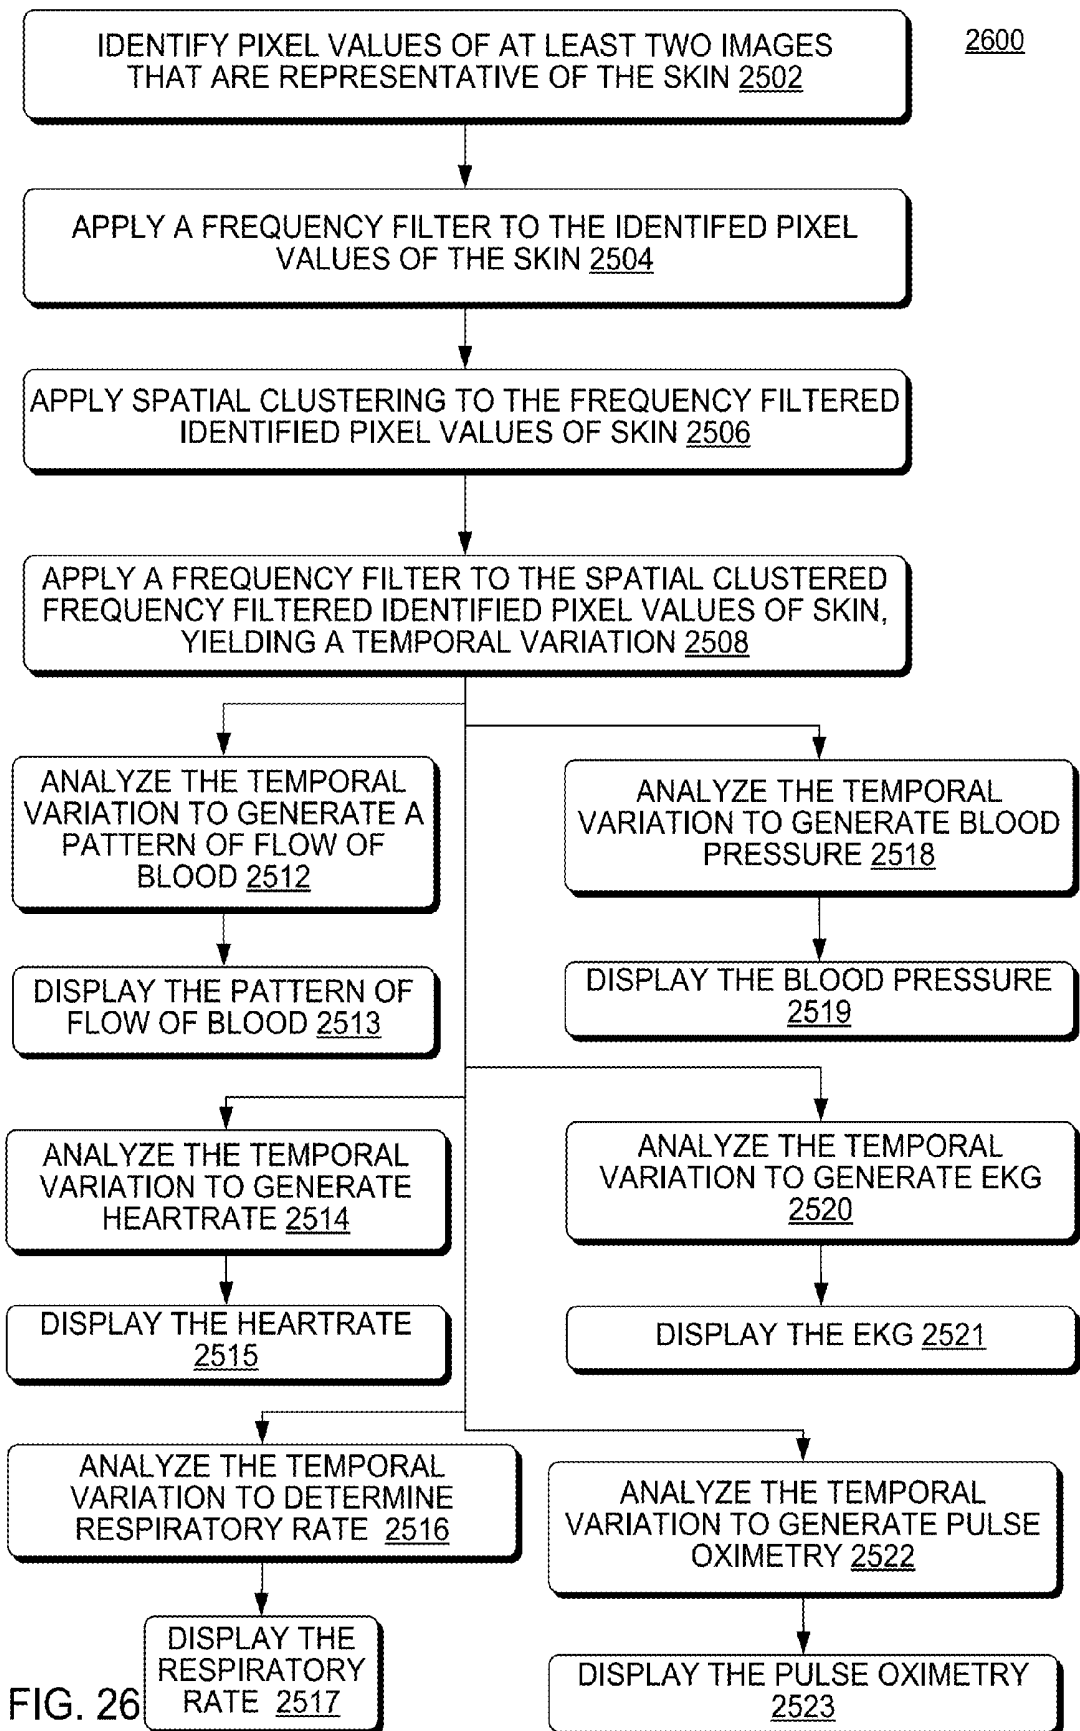 IDENTIFY PIXEL VALUES OF AT LEAST TWO IMAGES
THAT ARE REPRESENTATIVE OF THE SKIN 2502
2600
APPLY A FREQUENCY FILTER TO THE IDENTIFED PIXEL
VALUES OF THE SKIN 2504
APPLY SPATIAL CLUSTERING TO THE FREQUENCY FILTERED
IDENTIFIED PIXEL VALUES OF SKIN 2506
APPLY A FREQUENCY FILTER TO THE SPATIAL CLUSTERED
FREQUENCY FILTERED IDENTIFIED PIXEL VALUES OF SKIN,
YIELDING A TEMPORAL VARIATION 2508
ANALYZE THE TEMPORAL
VARIATION TO GENERATE A
PATTERN OF FLOW OF
BLOOD 2512
DISPLAY THE PATTERN OF
FLOW OF BLOOD 2513
ANALYZE THE TEMPORAL
VARIATION TO GENERATE BLOOD
PRESSURE 2518
DISPLAY THE BLOOD PRESSURE
2519
ANALYZE THE TEMPORAL
VARIATION TO GENERATE
HEARTRATE 2514
DISPLAY THE HEARTRATE
2515
ANALYZE THE TEMPORAL
VARIATION TO GENERATE EKG
2520
DISPLAY THE EKG 2521
ANALYZE THE TEMPORAL
VARIATION TO DETERMINE
RESPIRATORY RATE 2516
DISPLAY THE
RESPIRATORY
RATE 2517
ANALYZE THE TEMPORAL
VARIATION TO GENERATE PULSE
OXIMETRY 2522
DISPLAY THE PULSE OXIMETRY
2523
FIG. 26